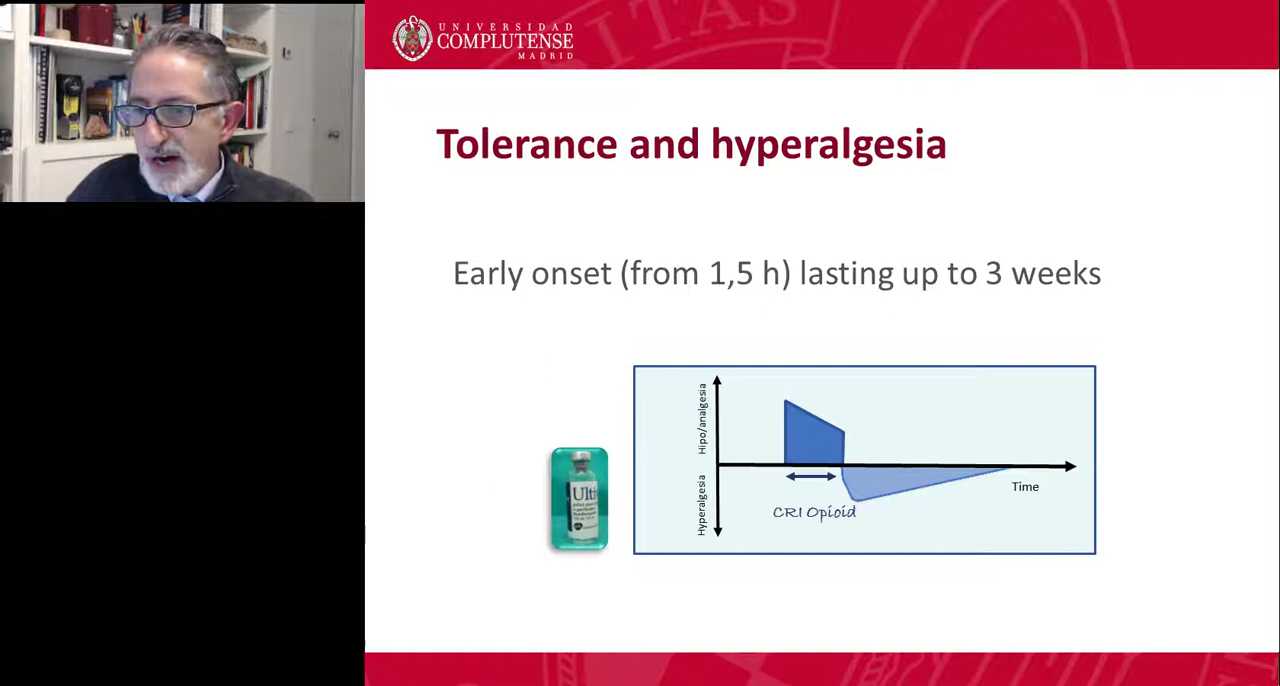 UNIVERSIDAD
COMPLUTENSE
MADRID
Tolerance and hyperalgesia
Early onset (from 1,5 h) lasting up to 3 weeks
Hipo/analgesia
Hyperalgesia
Time
CRI Opioid
Ulti